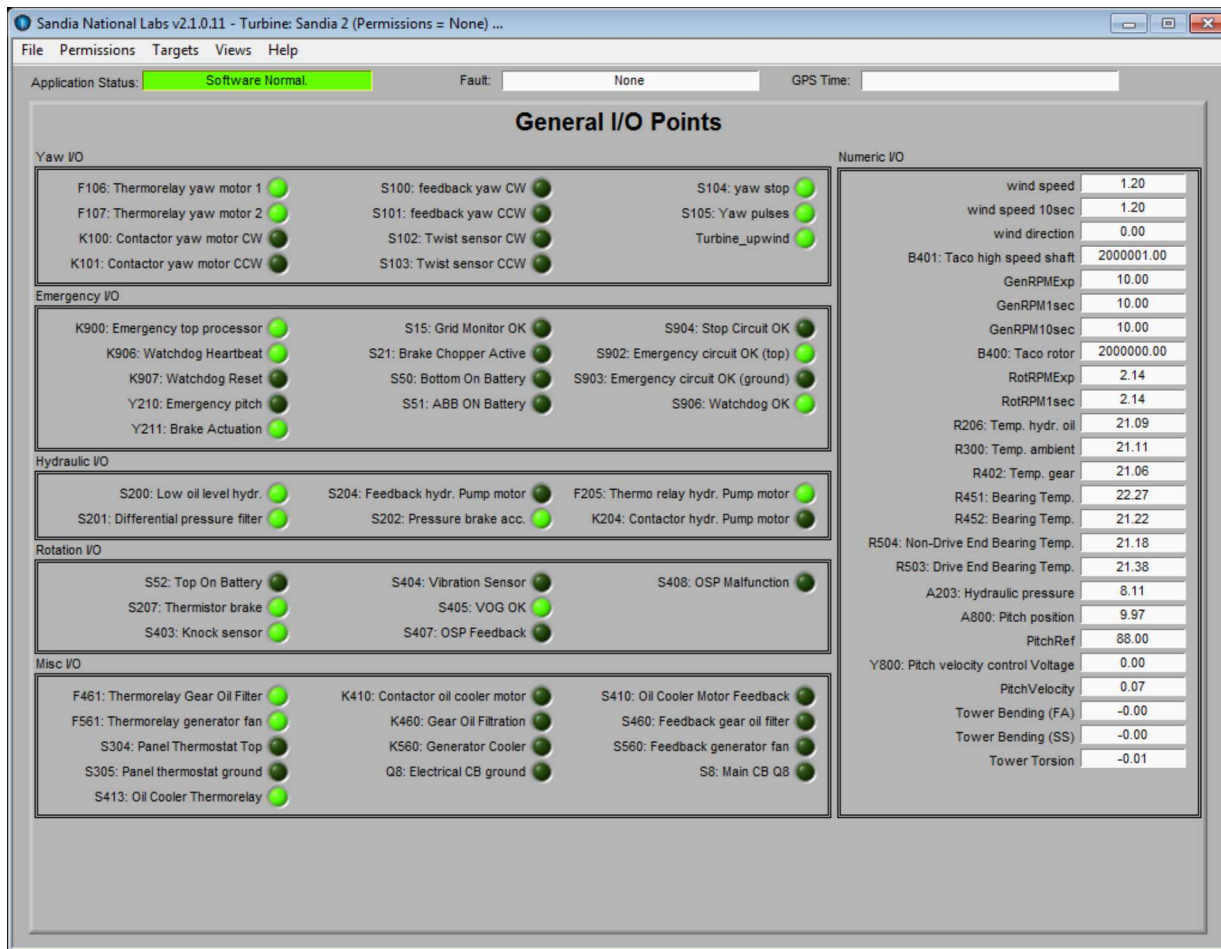 Sandia National Labs v2.1.0.11 - Turbine: Sandia 2 (Permissions = None) ...
File Permissions Targets Views Help
Application Status: Software Normal. Fault: None GPS Time:
General I/O Points
Yaw I/O
F106: Thermorelay yaw motor 1 S100: feedback yaw CW S104: yaw stop
F107: Thermorelay yaw motor 2 S101: feedback yaw CCW S105: Yaw pulses
K100: Contactor yaw motor CW S102: Twist sensor CW Turbine_upwind
K101: Contactor yaw motor CCW S103: Twist sensor CCW
Emergency I/O
K900: Emergency top processor S15: Grid Monitor OK S904: Stop Circuit OK
K906: Watchdog Heartbeat S21: Brake Chopper Active S902: Emergency circuit OK (top)
K907: Watchdog Reset S50: Bottom On Battery S903: Emergency circuit OK (ground)
Y210: Emergency pitch S51: ABB ON Battery S906: Watchdog OK
Y211: Brake Actuation
Hydraulic I/O
S200: Low oil level hydr. S204: Feedback hydr. Pump motor F205: Thermo relay hydr. Pump motor
S201: Differential pressure filter S202: Pressure brake acc. K204: Contactor hydr. Pump motor
Rotation I/O
S52: Top On Battery S404: Vibration Sensor S408: OSP Malfunction
S207: Thermistor brake S405: VOG OK
S403: Knock sensor S407: OSP Feedback
Misc I/O
F461: Thermorelay Gear Oil Filter K410: Contactor oil cooler motor S410: Oil Cooler Motor Feedback
F561: Thermorelay generator fan K460: Gear Oil Filtration S460: Feedback gear oil filter
S304: Panel Thermostat Top K560: Generator Cooler S560: Feedback generator fan
S305: Panel thermostat ground Q8: Electrical CB ground S8: Main CB Q8
S413: Oil Cooler Thermorelay
Numeric I/O
wind speed 1.20
wind speed 10sec 1.20
wind direction 0.00
B401: Taco high speed shaft 2000001.00
GenRPMExp 10.00
GenRPM1sec 10.00
GenRPM10sec 10.00
B400: Taco rotor 2000000.00
RotRPMExp 2.14
RotRPM1sec 2.14
R206: Temp. hydr. oil 21.09
R300: Temp. ambient 21.11
R402: Temp. gear 21.06
R451: Bearing Temp. 22.27
R452: Bearing Temp. 21.22
R504: Non-Drive End Bearing Temp. 21.18
R503: Drive End Bearing Temp. 21.38
A203: Hydraulic pressure 8.11
A800: Pitch position 9.97
PitchRef 88.00
Y800: Pitch velocity control Voltage 0.00
PitchVelocity 0.07
Tower Bending (FA) -0.00
Tower Bending (SS) -0.00
Tower Torsion -0.01